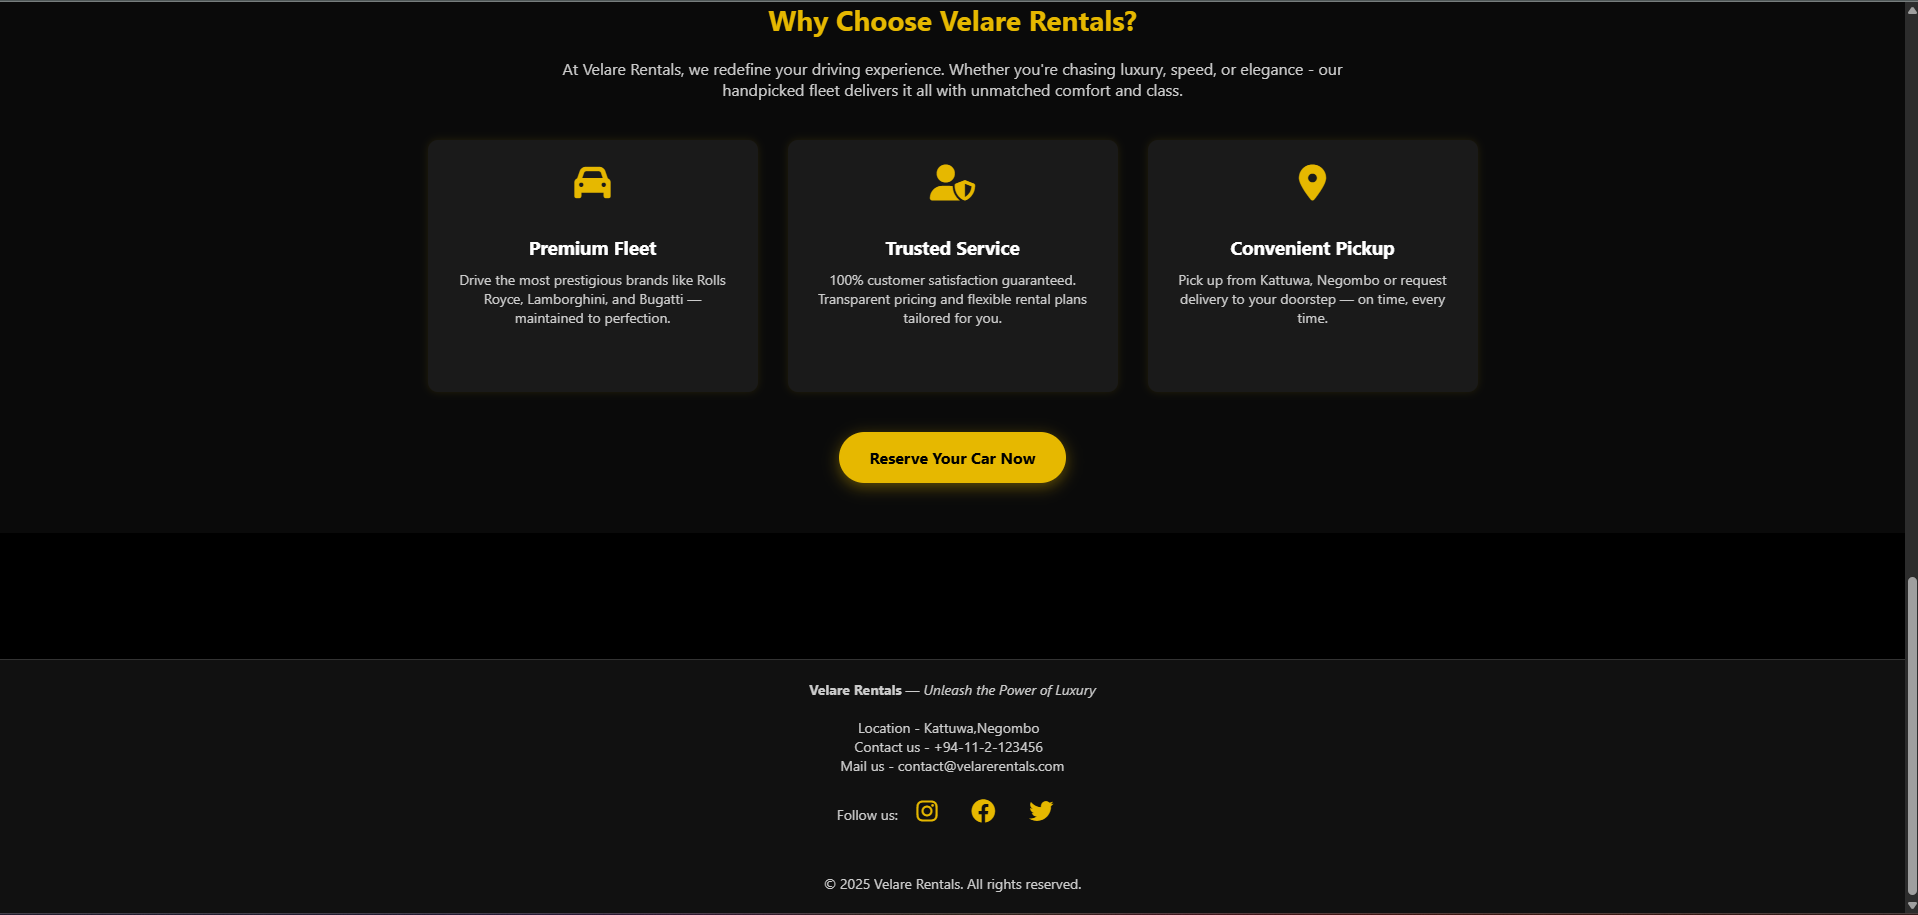 Why Choose Velare Rentals?
At Velare Rentals, we redefine your driving experience. Whether you're chasing luxury, speed, or elegance - our
handpicked fleet delivers it all with unmatched comfort and class.
Premium Fleet
Drive the most prestigious brands like Rolls
Royce, Lamborghini, and Bugatti —
maintained to perfection.
Trusted Service
100% customer satisfaction guaranteed.
Transparent pricing and flexible rental plans
tailored for you.
Convenient Pickup
Pick up from Kattuwa, Negombo or request
delivery to your doorstep — on time, every
time.
Reserve Your Car Now
Velare Rentals — Unleash the Power of Luxury
Location - Kattuwa,Negombo
Contact us - +94-11-2-123456
Mail us - contact@velarerentals.com
Follow us:
© 2025 Velare Rentals. All rights reserved.